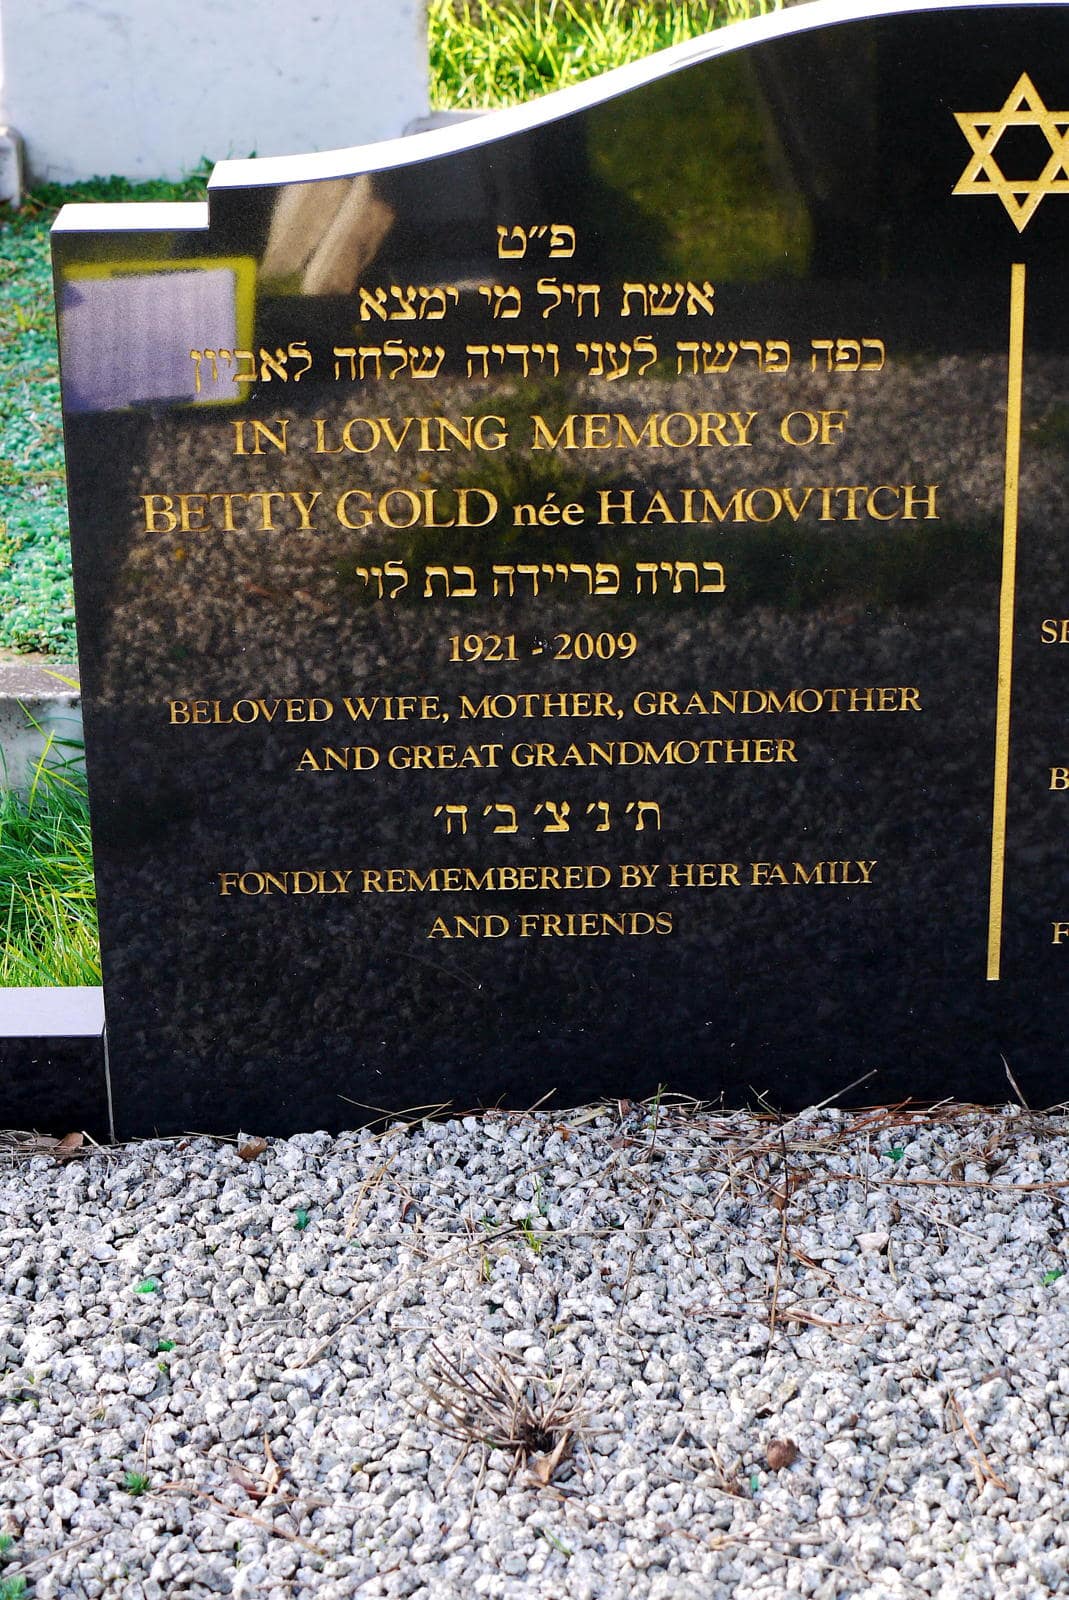 פ״ט
אשת חיל מי ימצא
כפה פרשה לעני וידיה שלחה לאביון
IN LOVING MEMORY OF
BETTY GOLD née HAIMOVITCH
בתיה פריידה בת לוי
1921 - 2009
BELOVED WIFE, MOTHER, GRANDMOTHER
AND GREAT GRANDMOTHER
ת׳ נ׳ צ׳ ב׳ ה׳
FONDLY REMEMBERED BY HER FAMILY
AND FRIENDS